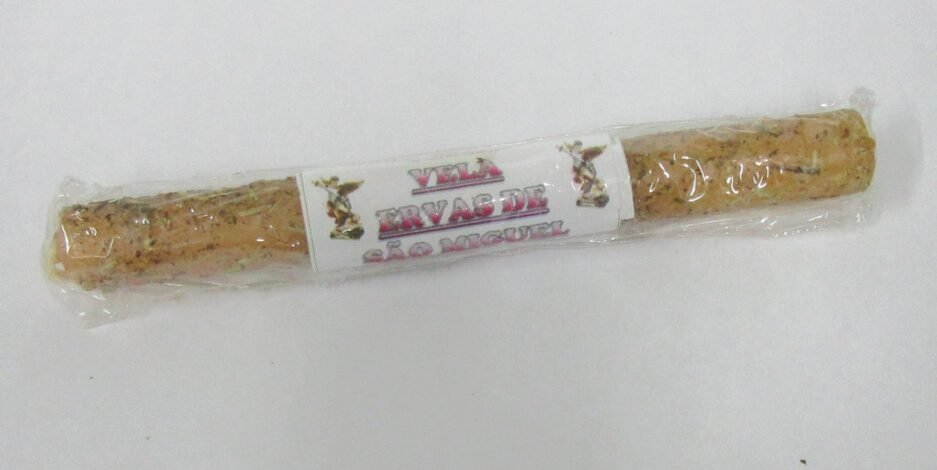 VELA
ERVAS DE
SÃO MIGUEL